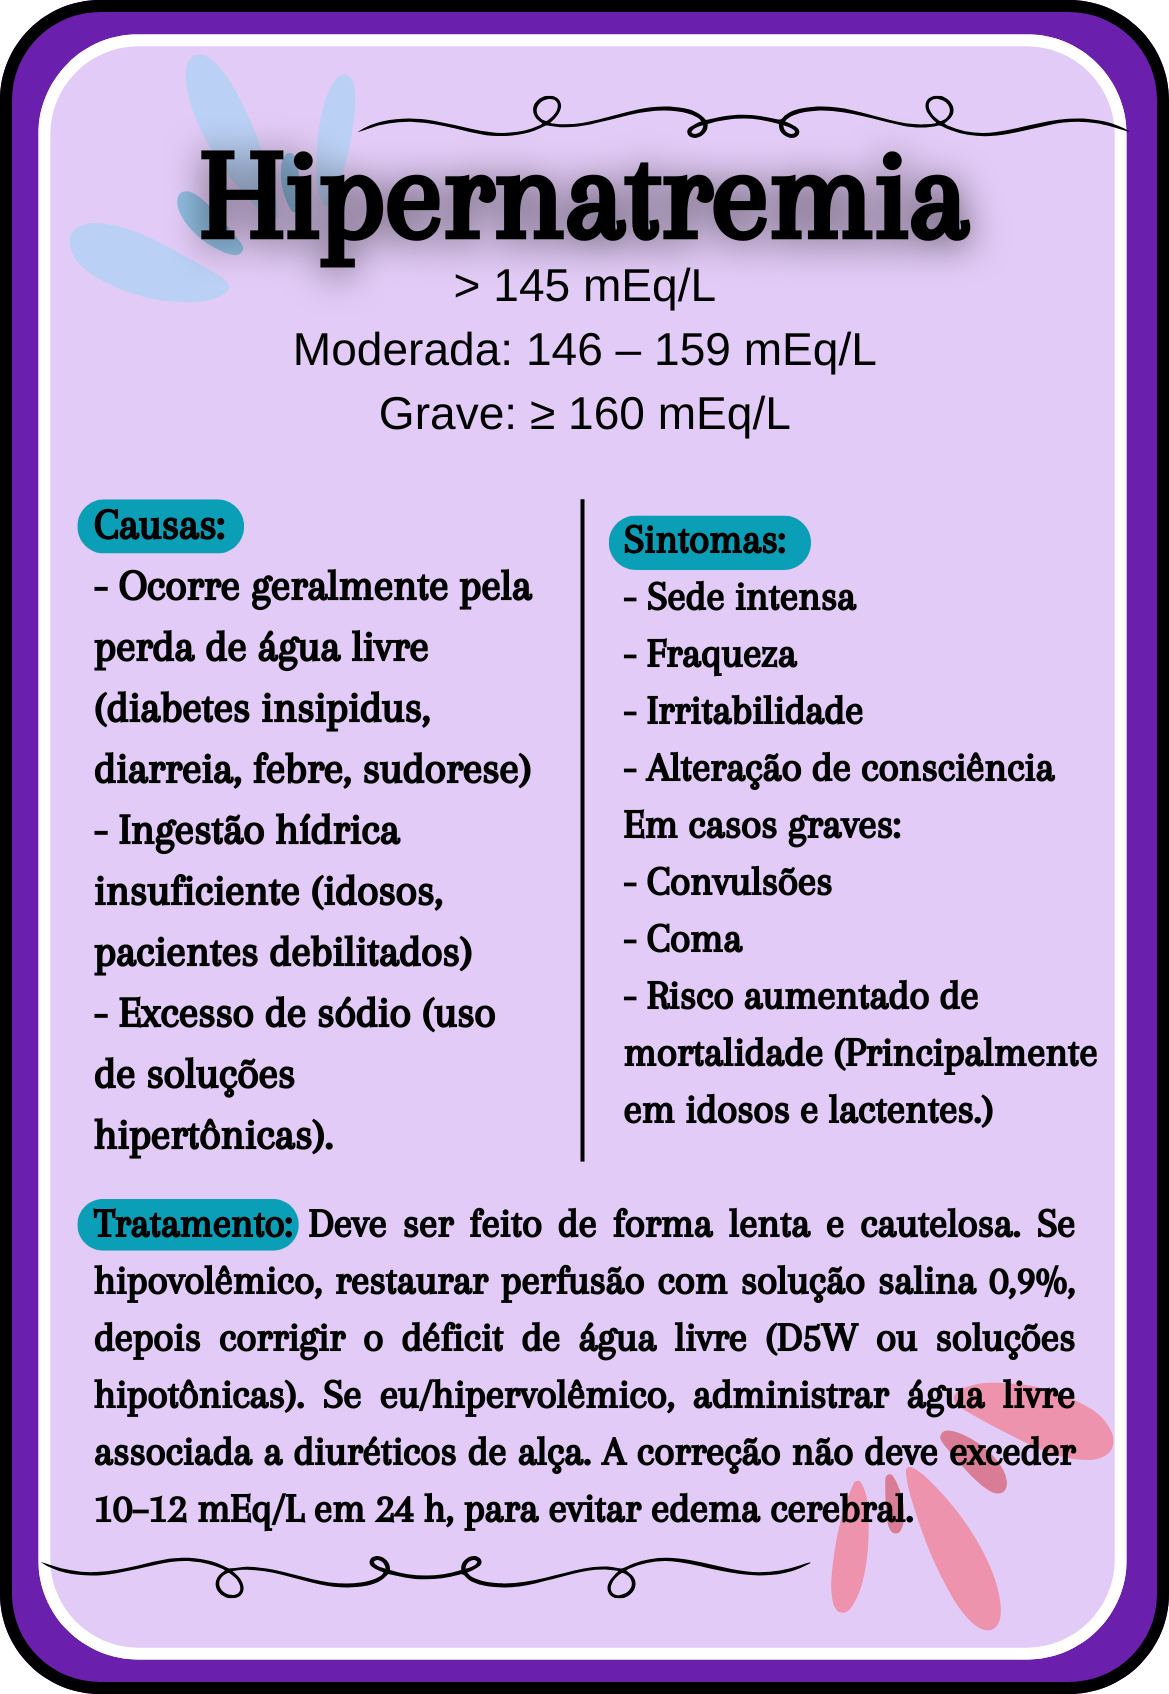 Hipernatremia
> 145 mEq/L
Moderada: 146 – 159 mEq/L
Grave: ≥ 160 mEq/L
Causas:
- Ocorre geralmente pela
perda de água livre
(diabetes insipidus,
diarreia, febre, sudorese)
- Ingestão hídrica
insuficiente (idosos,
pacientes debilitados)
- Excesso de sódio (uso
de soluções
hipertônicas).
Sintomas:
- Sede intensa
- Fraqueza
- Irritabilidade
- Alteração de consciência
Em casos graves:
- Convulsões
- Coma
- Risco aumentado de
mortalidade (Principalmente
em idosos e lactentes.)
Tratamento: Deve ser feito de forma lenta e cautelosa. Se
hipovolêmico, restaurar perfusão com solução salina 0,9%,
depois corrigir o déficit de água livre (D5W ou soluções
hipotônicas). Se eu/hipervolêmico, administrar água livre
associada a diuréticos de alça. A correção não deve exceder
10–12 mEq/L em 24 h, para evitar edema cerebral.